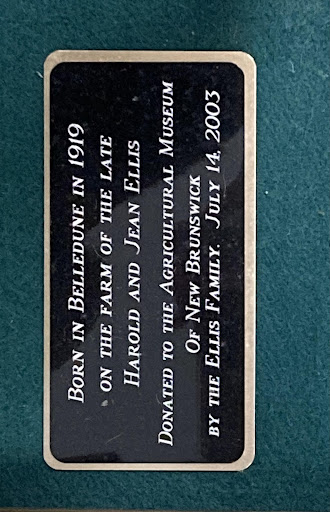 Born in Belledune in 1919
on the farm of the late
Harold and Jean Ellis
Donated to the Agricultural Museum
Of New Brunswick
by the Ellis Family. July 14, 2003